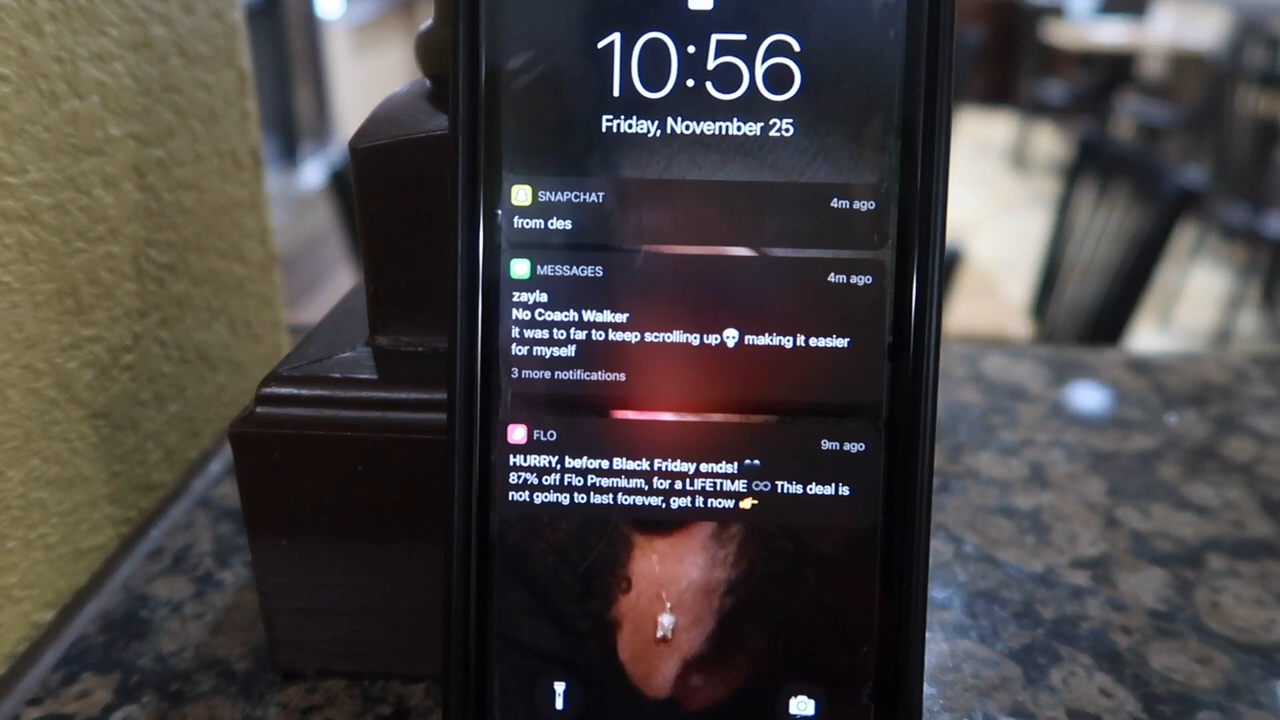 10:56
Friday, November 25
SNAPCHAT 4m ago
from des
MESSAGES 4m ago
zayla
No Coach Walker
it was to far to keep scrolling up💀 making it easier
for myself
3 more notifications
FLO 9m ago
HURRY, before Black Friday ends! 🕶
87% off Flo Premium, for a LIFETIME ♾ This deal is
not going to last forever, get it now 👉